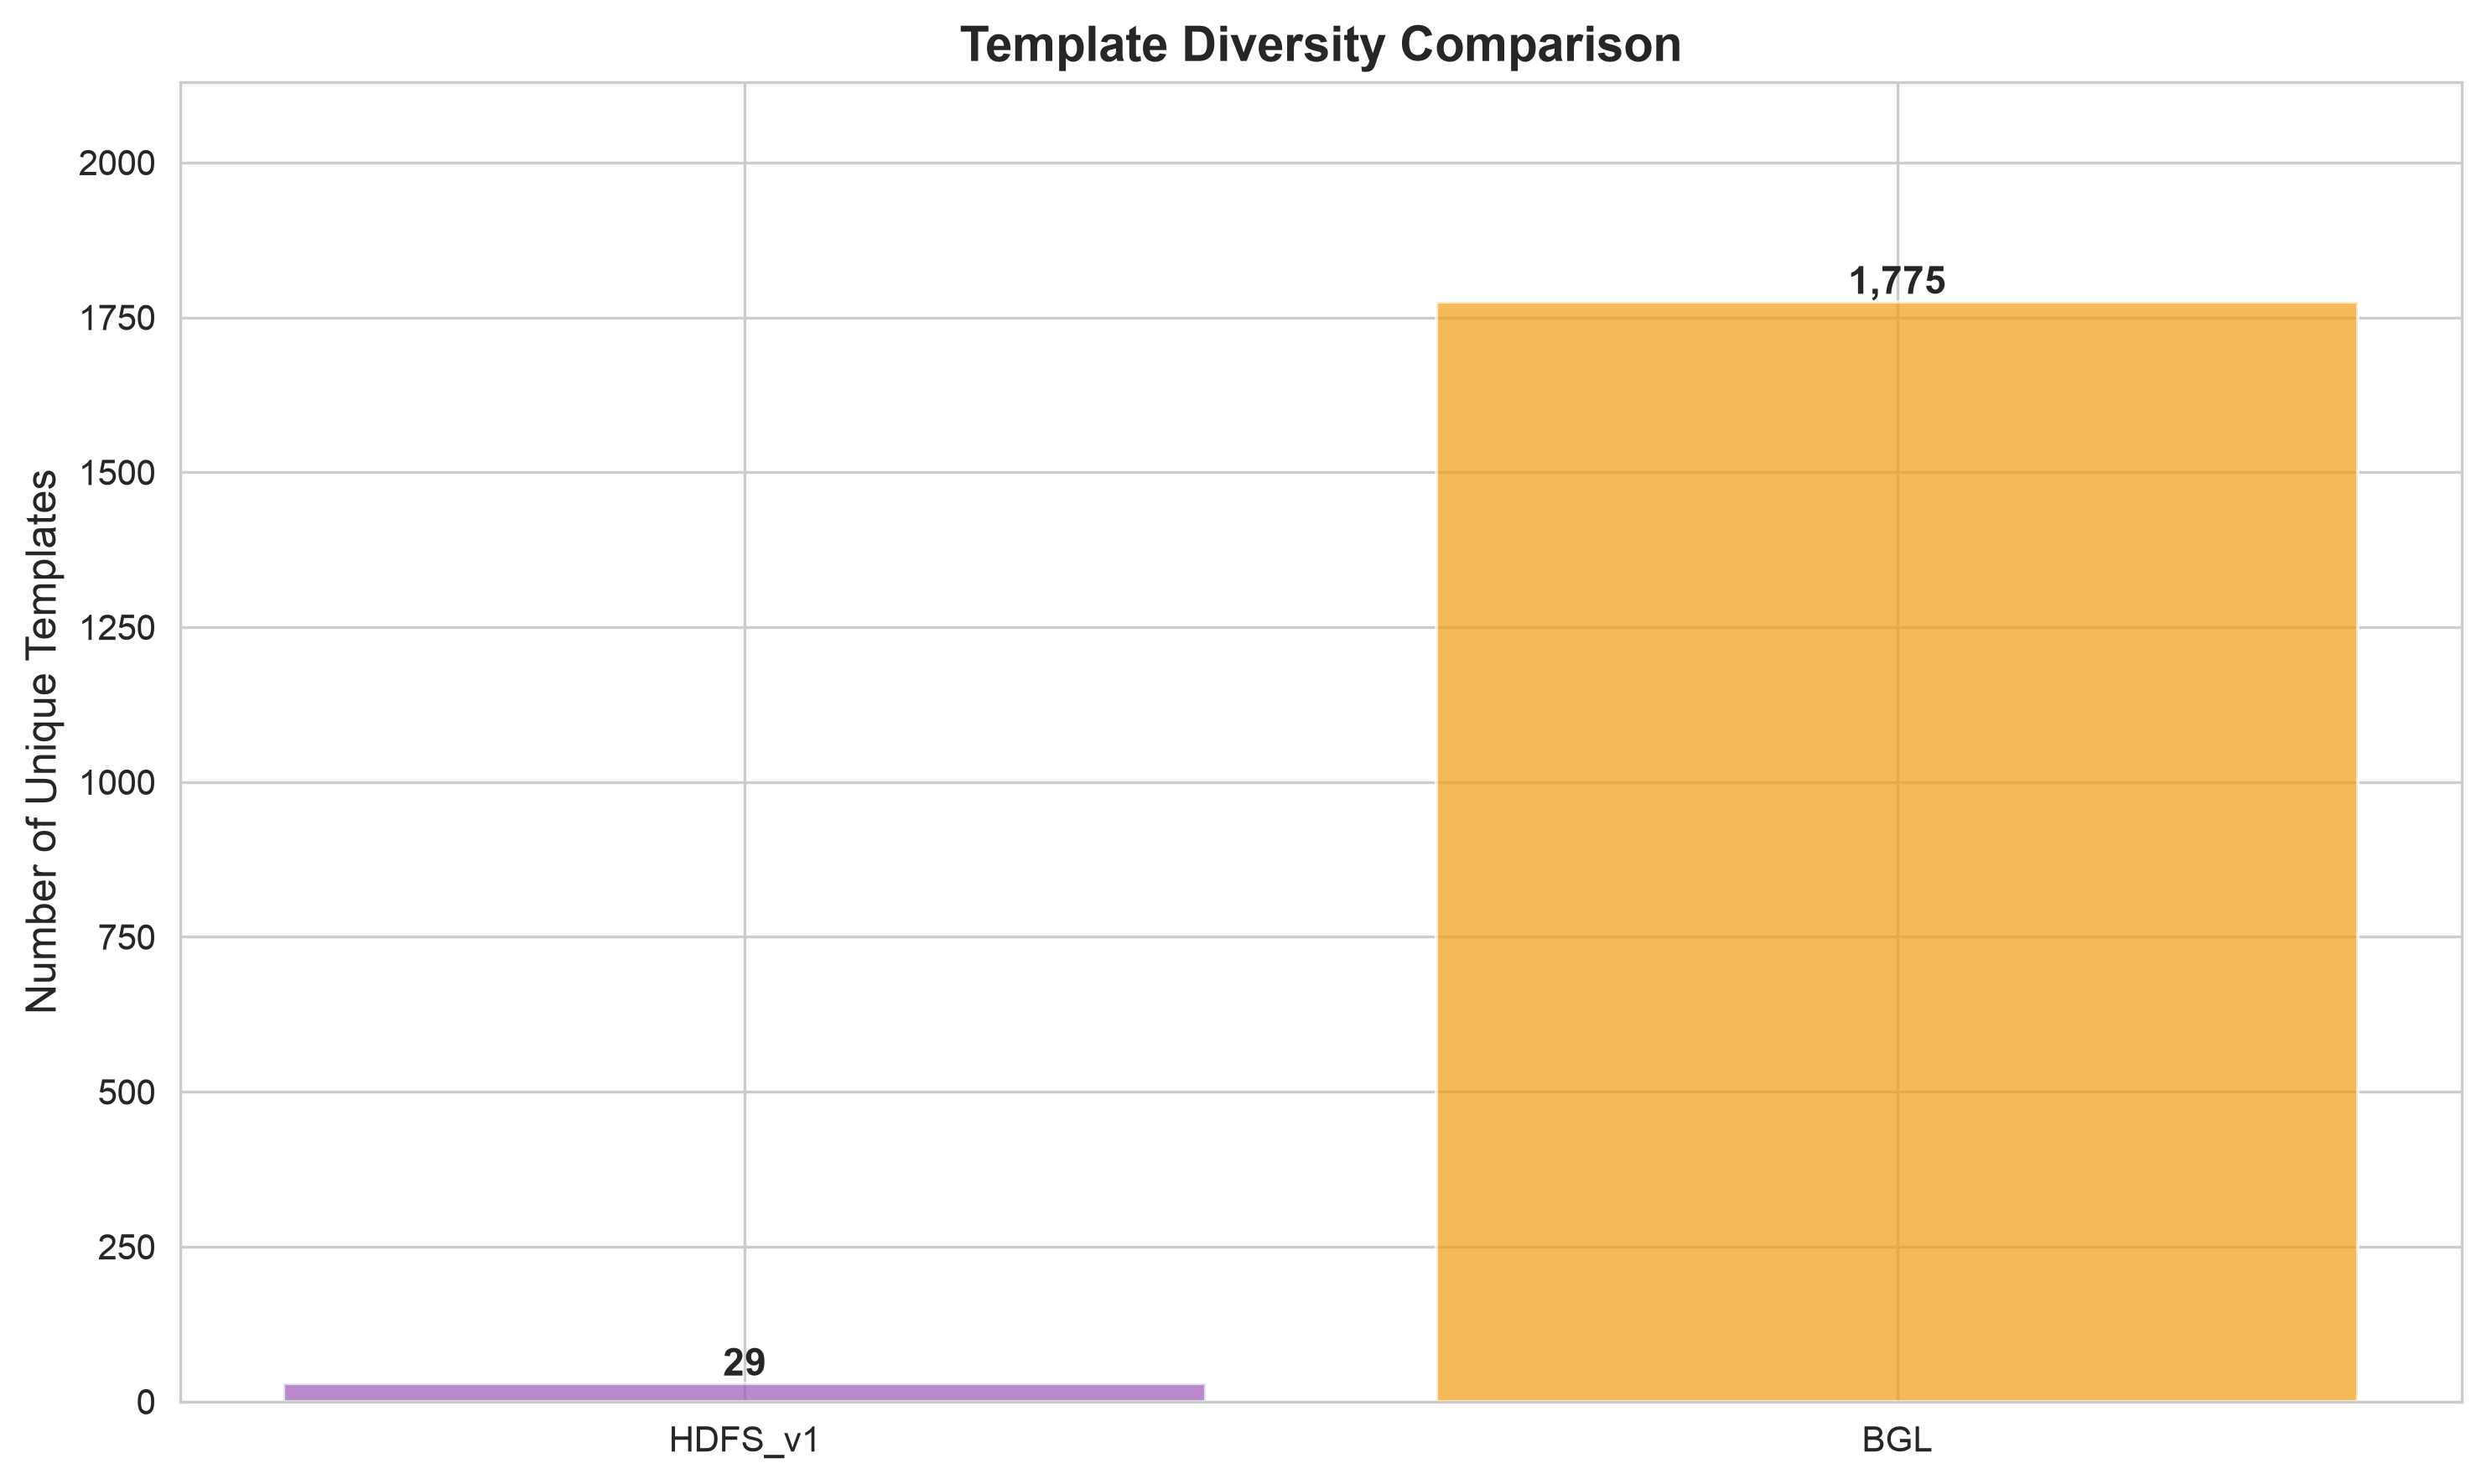 Template Diversity Comparison
Number of Unique Templates
2000
1750
1500
1250
1000
750
500
250
0
1,775
29
HDFS_v1
BGL